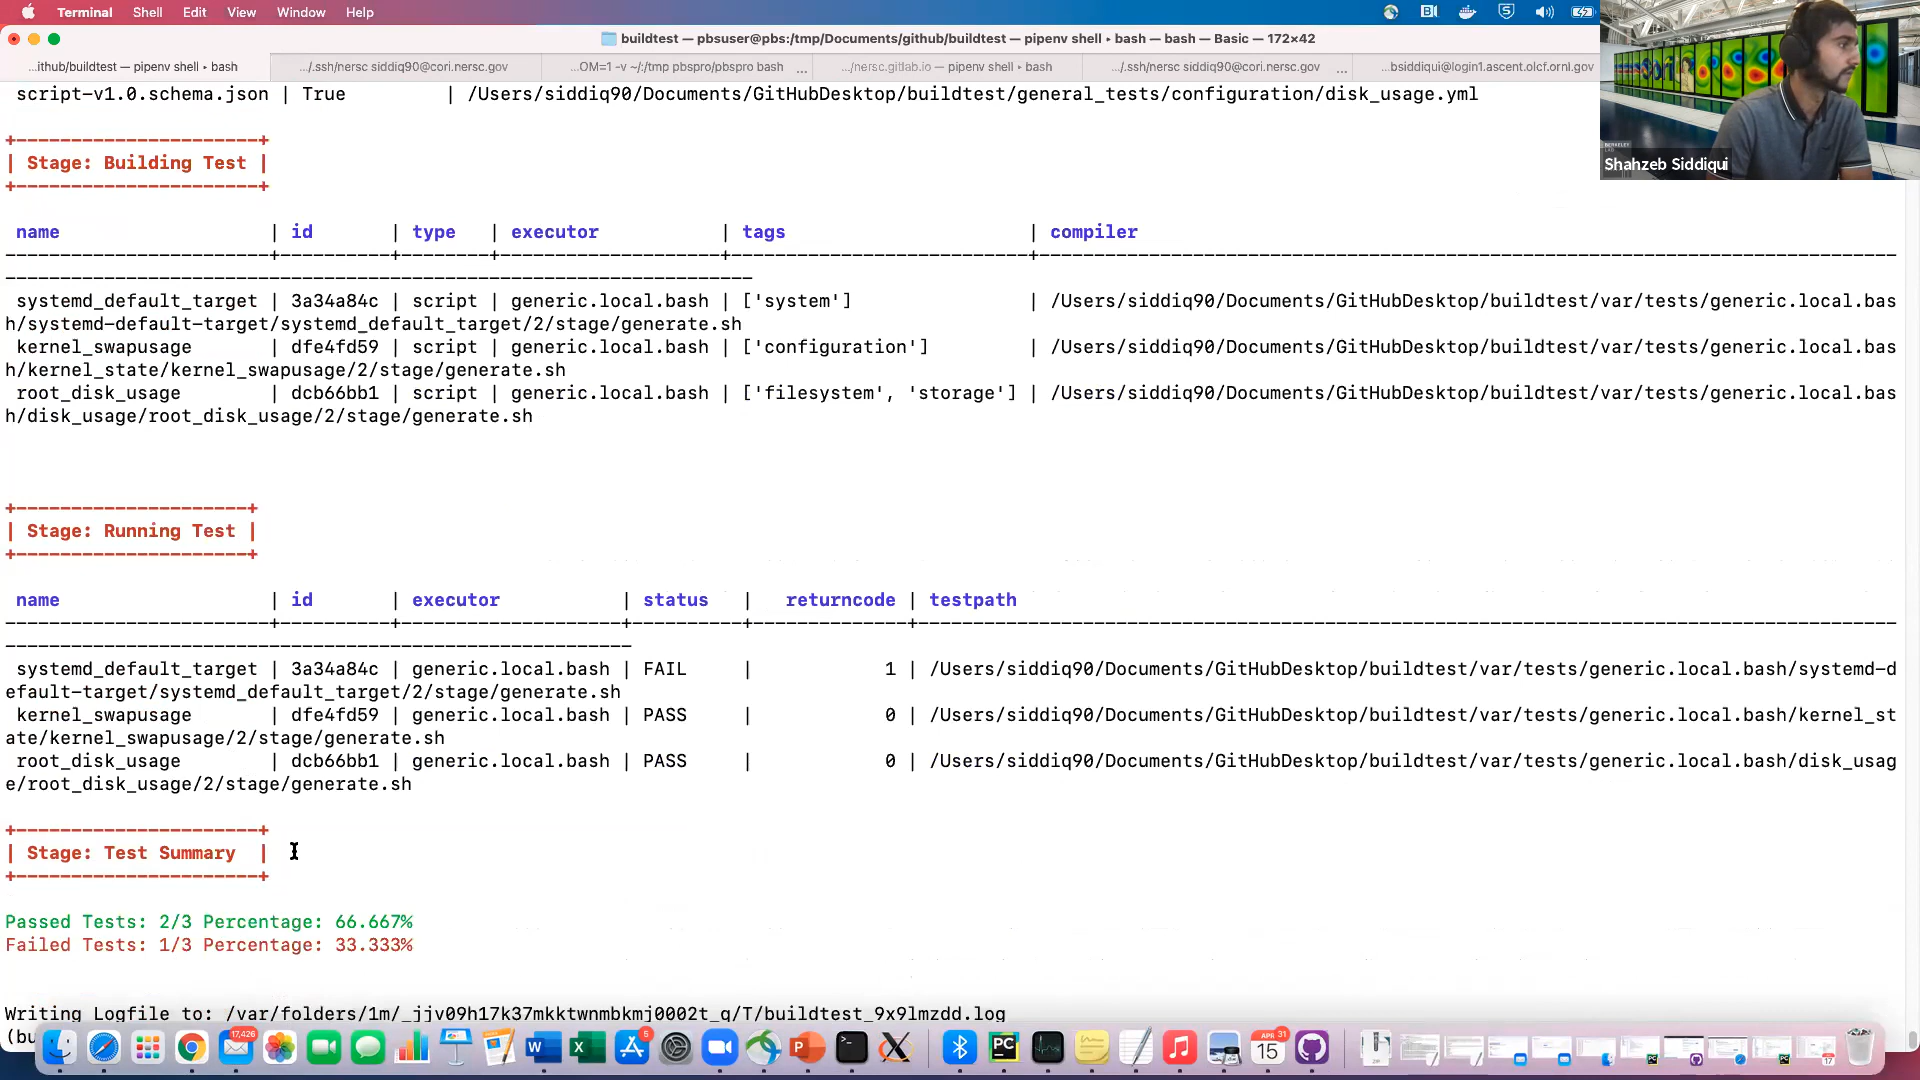 Terminal Shell Edit View Window Help
buildtest — pbsuser@pbs:/tmp/Documents/github/buildtest — pipenv shell ▸ bash — bash — Basic — 172×42
...ithub/buildtest — pipenv shell ▸ bash
.../.ssh/nersc siddiq90@cori.nersc.gov
...OM=1 -v ~/:/tmp pbspro/pbspro bash ...
.../nersc.gitlab.io — pipenv shell ▸ bash
.../.ssh/nersc siddiq90@cori.nersc.gov ...
...bsiddiqui@login1.ascent.olcf.ornl.gov
Shahzeb Siddiqui
script-v1.0.schema.json | True | /Users/siddiq90/Documents/GitHubDesktop/buildtest/general_tests/configuration/disk_usage.yml
+----------------------+
| Stage: Building Test |
+----------------------+
name | id | type | executor | tags | compiler
systemd_default_target | 3a34a84c | script | generic.local.bash | ['system'] | /Users/siddiq90/Documents/GitHubDesktop/buildtest/var/tests/generic.local.bas
h/systemd-default-target/systemd_default_target/2/stage/generate.sh
kernel_swapusage | dfe4fd59 | script | generic.local.bash | ['configuration'] | /Users/siddiq90/Documents/GitHubDesktop/buildtest/var/tests/generic.local.bas
h/kernel_state/kernel_swapusage/2/stage/generate.sh
root_disk_usage | dcb66bb1 | script | generic.local.bash | ['filesystem', 'storage'] | /Users/siddiq90/Documents/GitHubDesktop/buildtest/var/tests/generic.local.bas
h/disk_usage/root_disk_usage/2/stage/generate.sh
+---------------------+
| Stage: Running Test |
+---------------------+
name | id | executor | status | returncode | testpath
systemd_default_target | 3a34a84c | generic.local.bash | FAIL | 1 | /Users/siddiq90/Documents/GitHubDesktop/buildtest/var/tests/generic.local.bash/systemd-d
efault-target/systemd_default_target/2/stage/generate.sh
kernel_swapusage | dfe4fd59 | generic.local.bash | PASS | 0 | /Users/siddiq90/Documents/GitHubDesktop/buildtest/var/tests/generic.local.bash/kernel_st
ate/kernel_swapusage/2/stage/generate.sh
root_disk_usage | dcb66bb1 | generic.local.bash | PASS | 0 | /Users/siddiq90/Documents/GitHubDesktop/buildtest/var/tests/generic.local.bash/disk_usag
e/root_disk_usage/2/stage/generate.sh
+----------------------+
| Stage: Test Summary |
+----------------------+
Passed Tests: 2/3 Percentage: 66.667%
Failed Tests: 1/3 Percentage: 33.333%
Writing Logfile to: /var/folders/1m/_jjv09h17k37mkktwnmbkmj0002t_q/T/buildtest_9x9lmzdd.log
(bu
17,426
5
APR 31
15
17